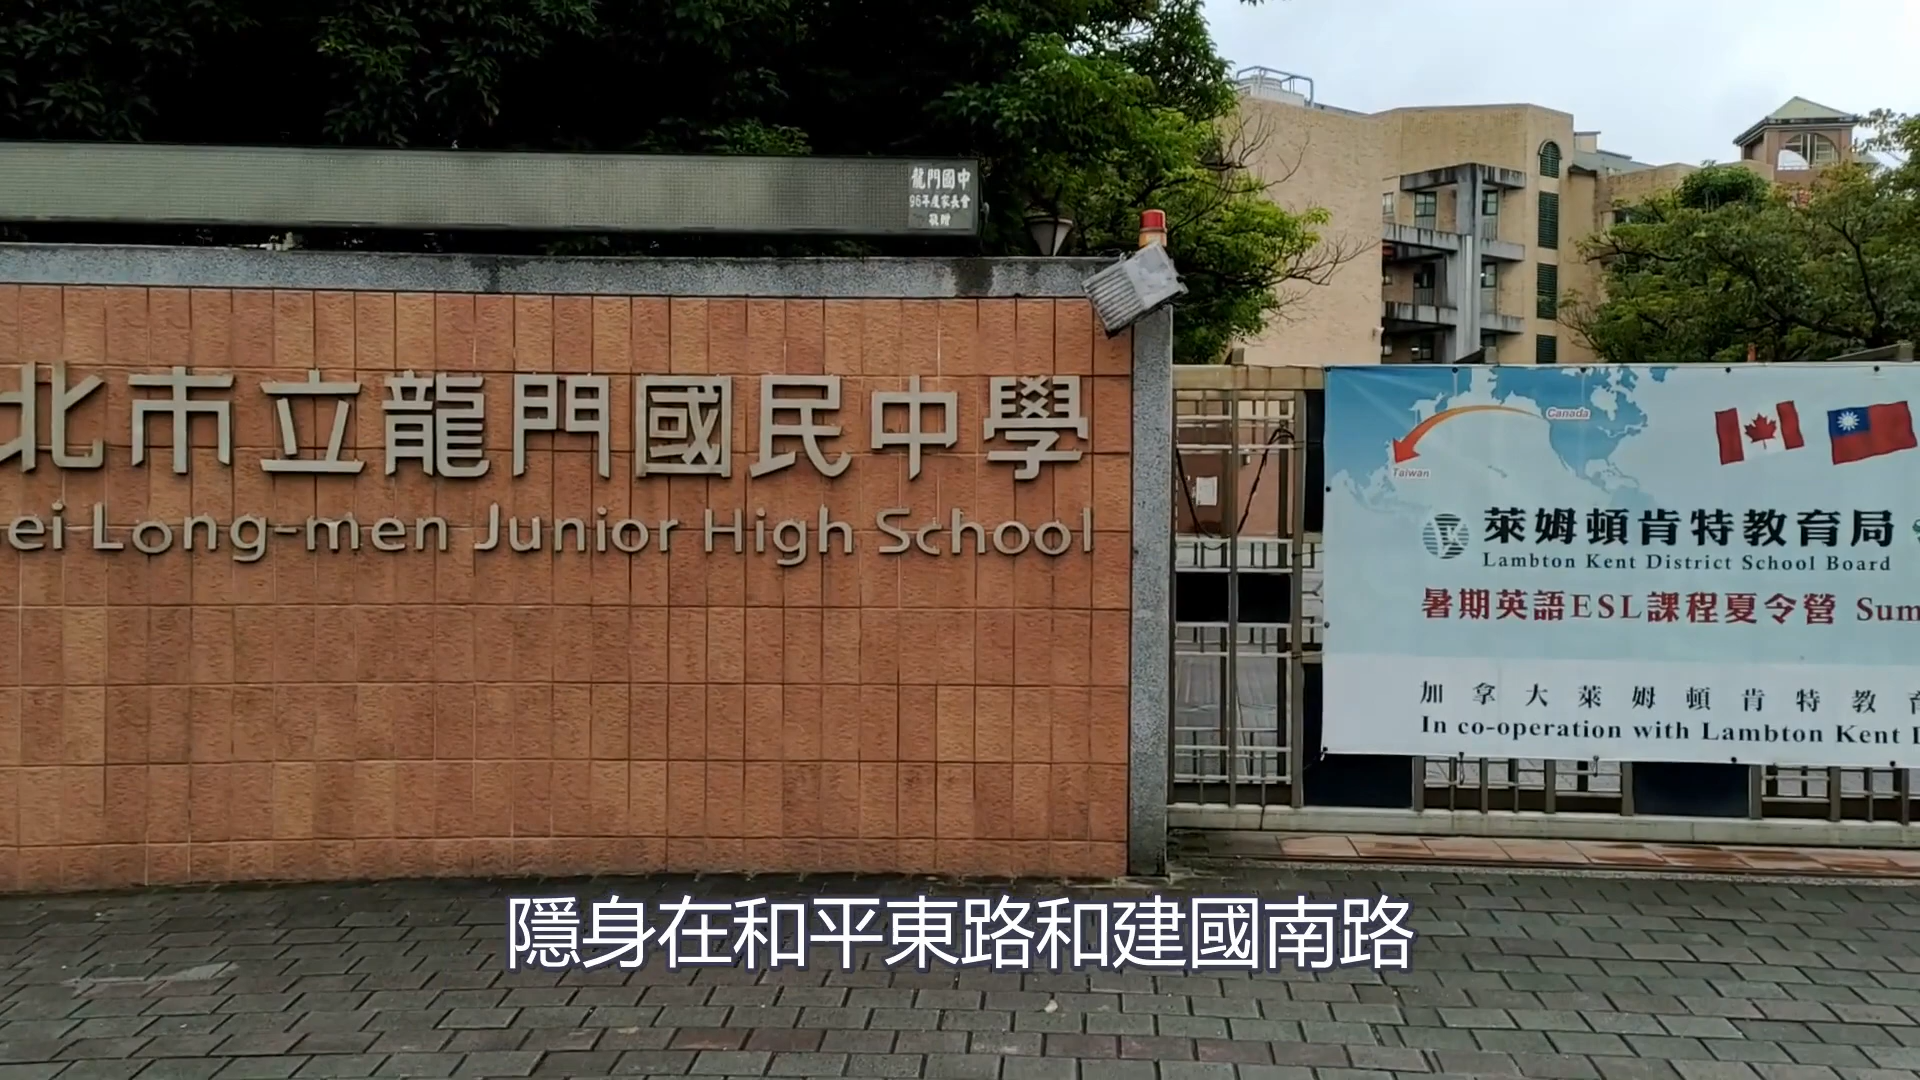 龍門國中
96年度家長會
敬贈
北市立龍門國民中學
ei Long-men Junior High School
Canada
Taiwan
萊姆頓肯特教育局
Lambton Kent District School Board
暑期英語ESL課程夏令營 Sum
加拿大萊姆頓肯特教育
In co-operation with Lambton Kent D
隱身在和平東路和建國南路